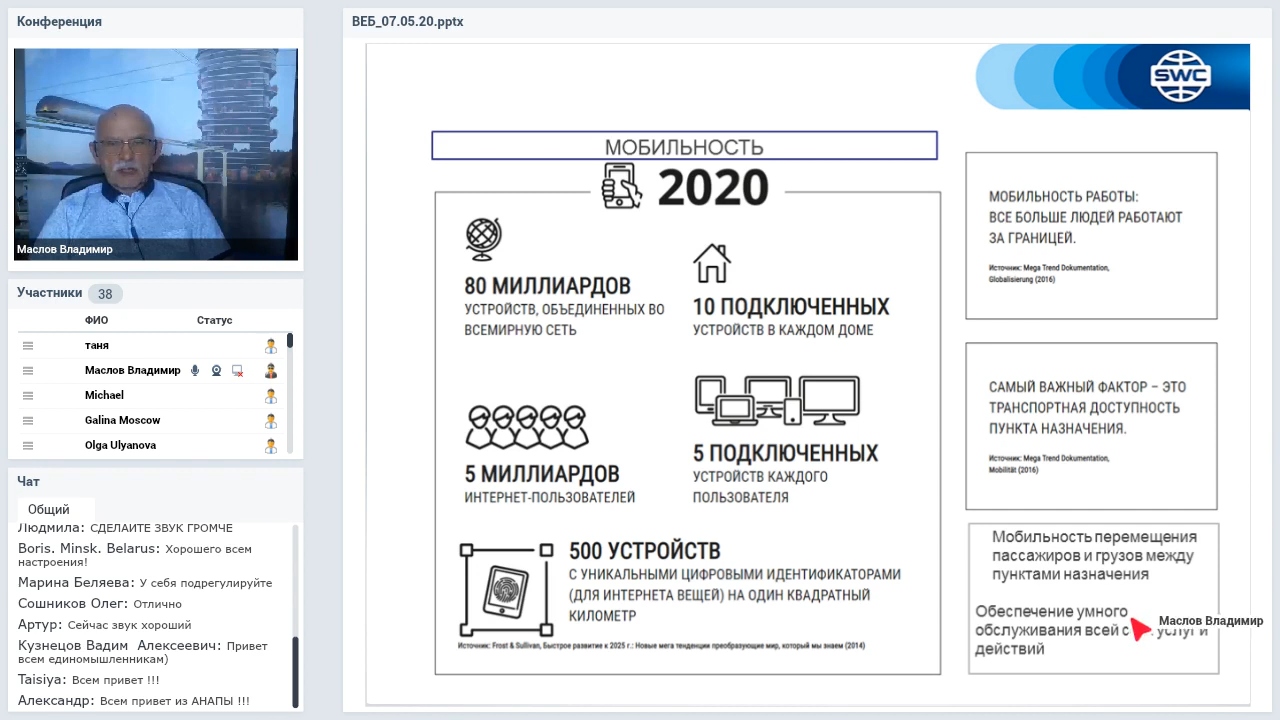 Конференция
Маслов Владимир
Участники 38
ФИО Статус
таня
Маслов Владимир
Michael
Galina Moscow
Olga Ulyanova
Чат
Общий
Людмила: СДЕЛАЙТЕ ЗВУК ГРОМЧЕ
Boris. Minsk. Belarus: Хорошего всем
настроения!
Марина Беляева: У себя подрегулируйте
Сошников Олег: Отлично
Артур: Сейчас звук хороший
Кузнецов Вадим Алексеевич: Привет
всем единомышленникам)
Taisiya: Всем привет !!!
Александр: Всем привет из АНАПЫ !!!
ВЕБ_07.05.20.pptx
SWC
МОБИЛЬНОСТЬ
2020
80 МИЛЛИАРДОВ
УСТРОЙСТВ, ОБЪЕДИНЕННЫХ ВО
ВСЕМИРНУЮ СЕТЬ
10 ПОДКЛЮЧЕННЫХ
УСТРОЙСТВ В КАЖДОМ ДОМЕ
5 МИЛЛИАРДОВ
ИНТЕРНЕТ-ПОЛЬЗОВАТЕЛЕЙ
5 ПОДКЛЮЧЕННЫХ
УСТРОЙСТВ КАЖДОГО
ПОЛЬЗОВАТЕЛЯ
500 УСТРОЙСТВ
С УНИКАЛЬНЫМИ ЦИФРОВЫМИ ИДЕНТИФИКАТОРАМИ
(ДЛЯ ИНТЕРНЕТА ВЕЩЕЙ) НА ОДИН КВАДРАТНЫЙ
КИЛОМЕТР
Источник: Frost & Sullivan, Быстрое развитие к 2025 г.: Новые мега тенденции преобразующие мир, который мы знаем (2014)
МОБИЛЬНОСТЬ РАБОТЫ:
ВСЕ БОЛЬШЕ ЛЮДЕЙ РАБОТАЮТ
ЗА ГРАНИЦЕЙ.
Источник: Mega Trend Dokumentation,
Globalisierung (2016)
САМЫЙ ВАЖНЫЙ ФАКТОР – ЭТО
ТРАНСПОРТНАЯ ДОСТУПНОСТЬ
ПУНКТА НАЗНАЧЕНИЯ.
Источник: Mega Trend Dokumentation,
Mobilität (2016)
Мобильность перемещения
пассажиров и грузов между
пунктами назначения
Обеспечение умного
обслуживания всей услуг и
действий
Маслов Владимир